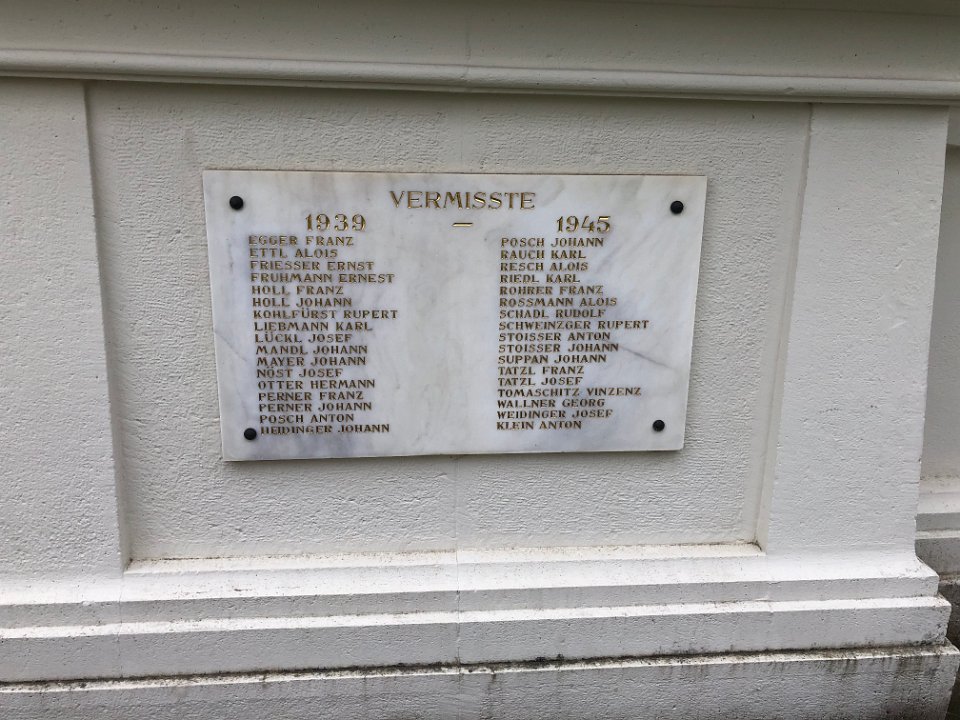 VERMISSTE
1939 — 1945
EGGER FRANZ
ETTL ALOIS
FRIESSER ERNST
FRUHMANN ERNEST
HOLL FRANZ
HOLL JOHANN
KOHLFÜRST RUPERT
LIEBMANN KARL
LÜCKL JOSEF
MANDL JOHANN
MAYER JOHANN
NÖST JOSEF
OTTER HERMANN
PERNER FRANZ
PERNER JOHANN
POSCH ANTON
HEIDINGER JOHANN
POSCH JOHANN
RAUCH KARL
RESCH ALOIS
RIEDL KARL
ROHRER FRANZ
ROSSMANN ALOIS
SCHADL RUDOLF
SCHWEINZGER RUPERT
STOISSER ANTON
STOISSER JOHANN
SUPPAN JOHANN
TATZL FRANZ
TATZL JOSEF
TOMASCHITZ VINZENZ
WALLNER GEORG
WEIDINGER JOSEF
KLEIN ANTON